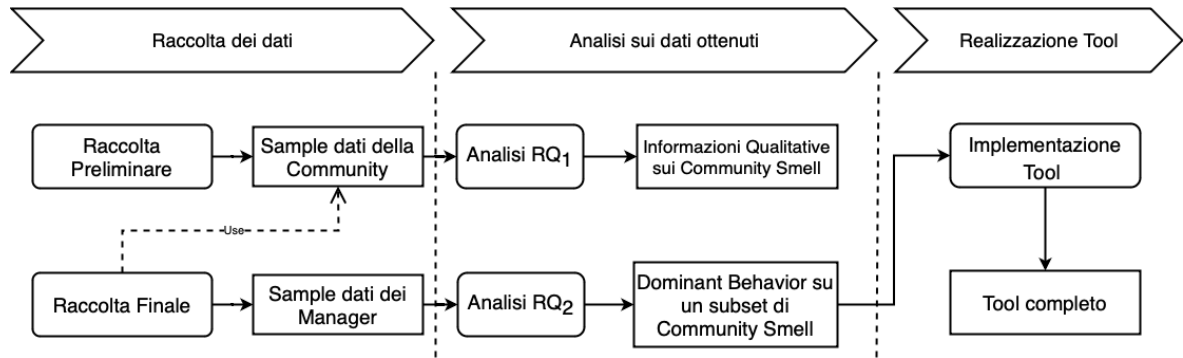 Raccolta dei dati
Analisi sui dati ottenuti
Realizzazione Tool
Raccolta
Preliminare
Sample dati della
Community
Analisi RQ1
Informazioni Qualitative
sui Community Smell
Implementazione
Tool
Use
Raccolta Finale
Sample dati dei
Manager
Analisi RQ2
Dominant Behavior su
un subset di
Community Smell
Tool completo